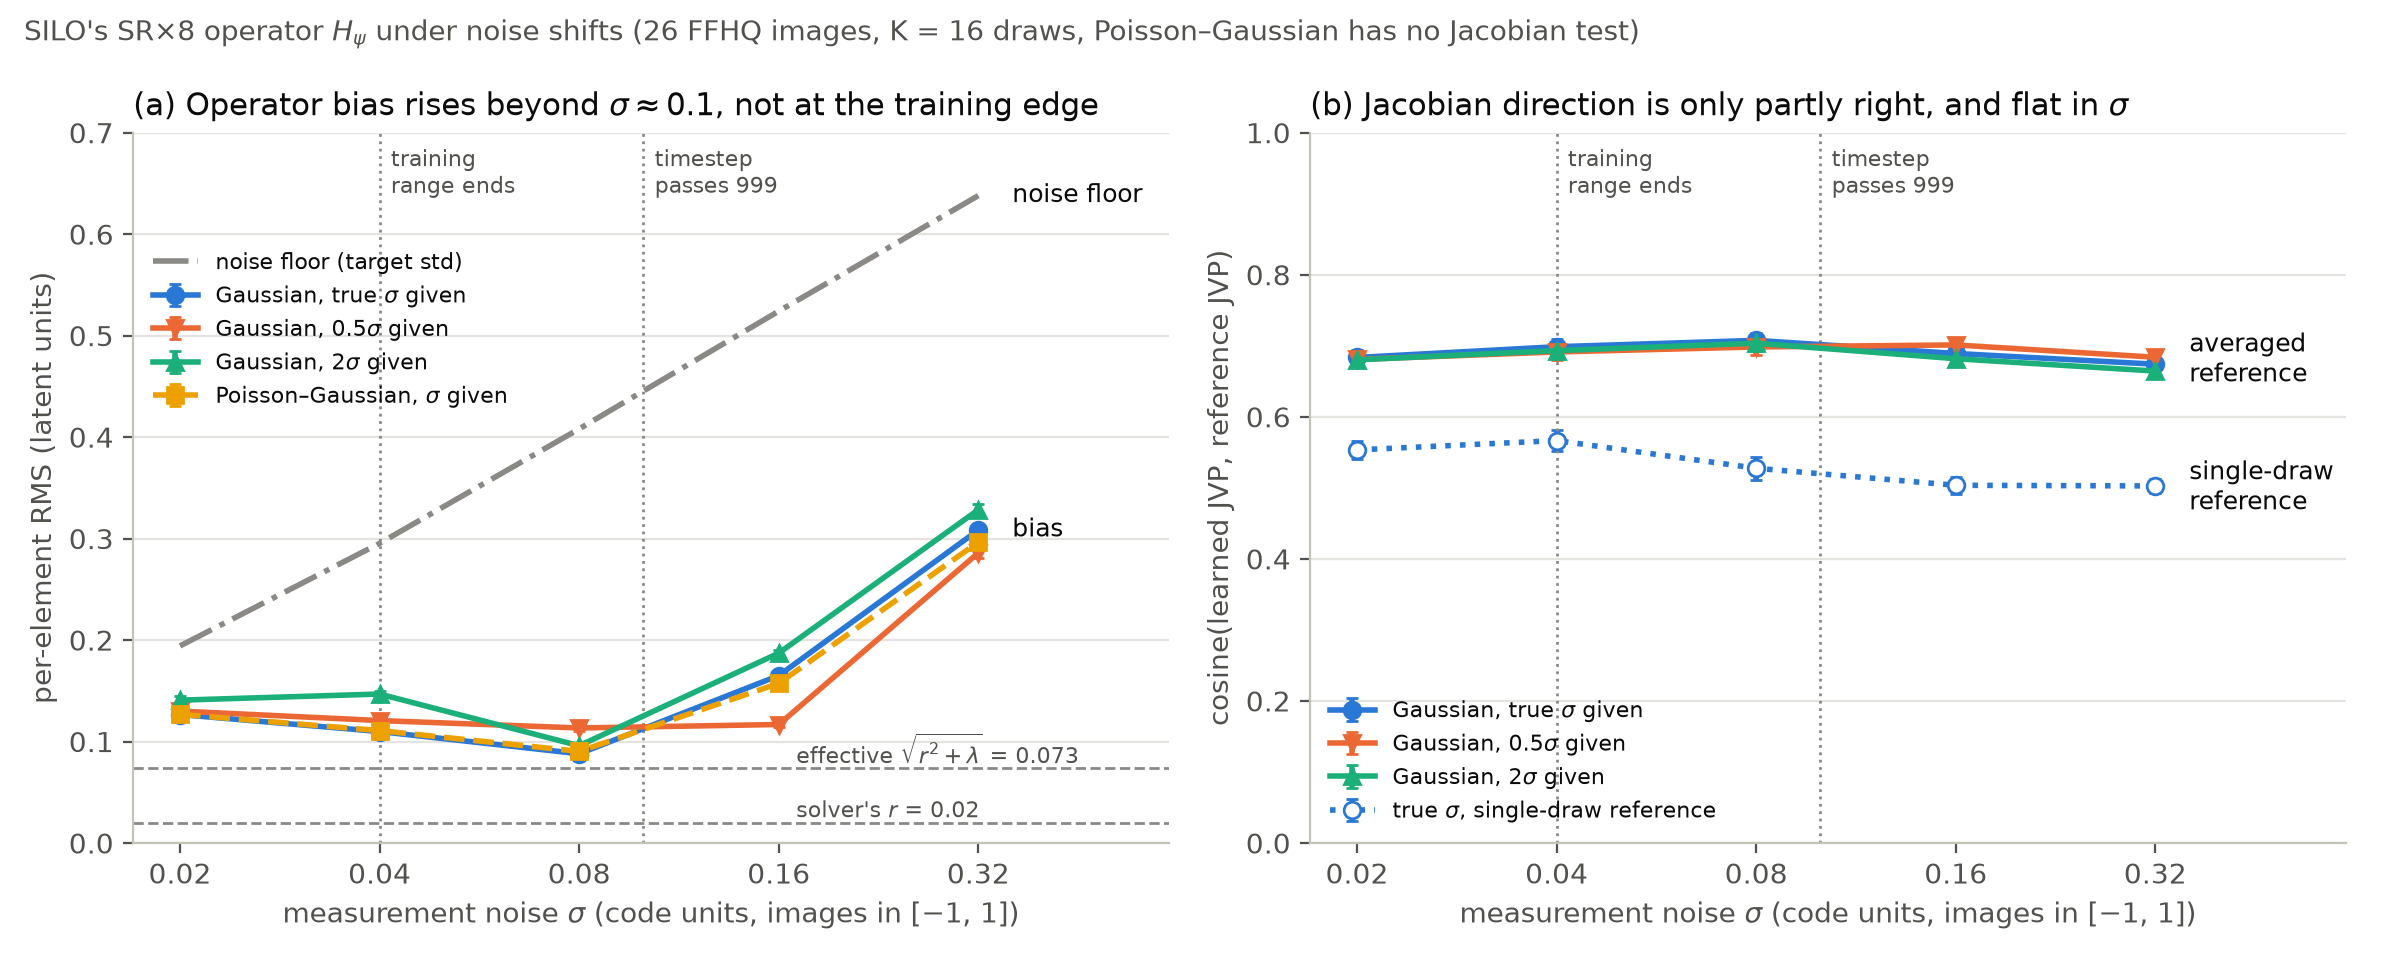 SILO's SR×8 operator Hψ under noise shifts (26 FFHQ images, K = 16 draws, Poisson–Gaussian has no Jacobian test)
(a) Operator bias rises beyond σ ≈ 0.1, not at the training edge
per-element RMS (latent units)
0.7
0.6
0.5
0.4
0.3
0.2
0.1
0.0
training
range ends
timestep
passes 999
noise floor
noise floor (target std)
Gaussian, true σ given
Gaussian, 0.5σ given
Gaussian, 2σ given
Poisson–Gaussian, σ given
bias
effective √r² + λ = 0.073
solver's r = 0.02
0.02
0.04
0.08
0.16
0.32
measurement noise σ (code units, images in [−1, 1])
(b) Jacobian direction is only partly right, and flat in σ
cosine(learned JVP, reference JVP)
1.0
0.8
0.6
0.4
0.2
0.0
training
range ends
timestep
passes 999
averaged
reference
single-draw
reference
Gaussian, true σ given
Gaussian, 0.5σ given
Gaussian, 2σ given
true σ, single-draw reference
0.02
0.04
0.08
0.16
0.32
measurement noise σ (code units, images in [−1, 1])